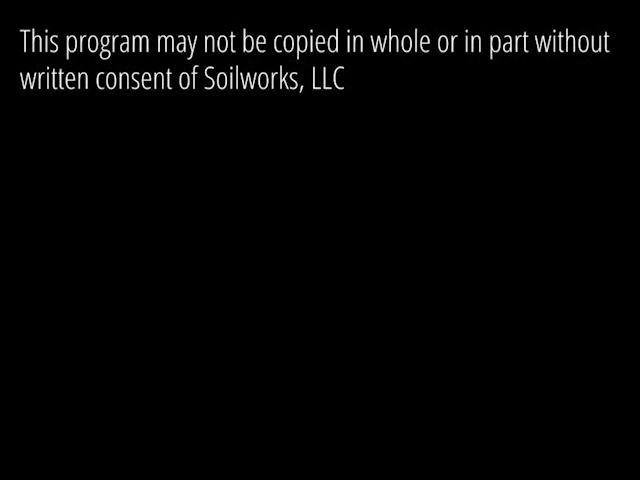 This program may not be copied in whole or in part without
written consent of Soilworks, LLC